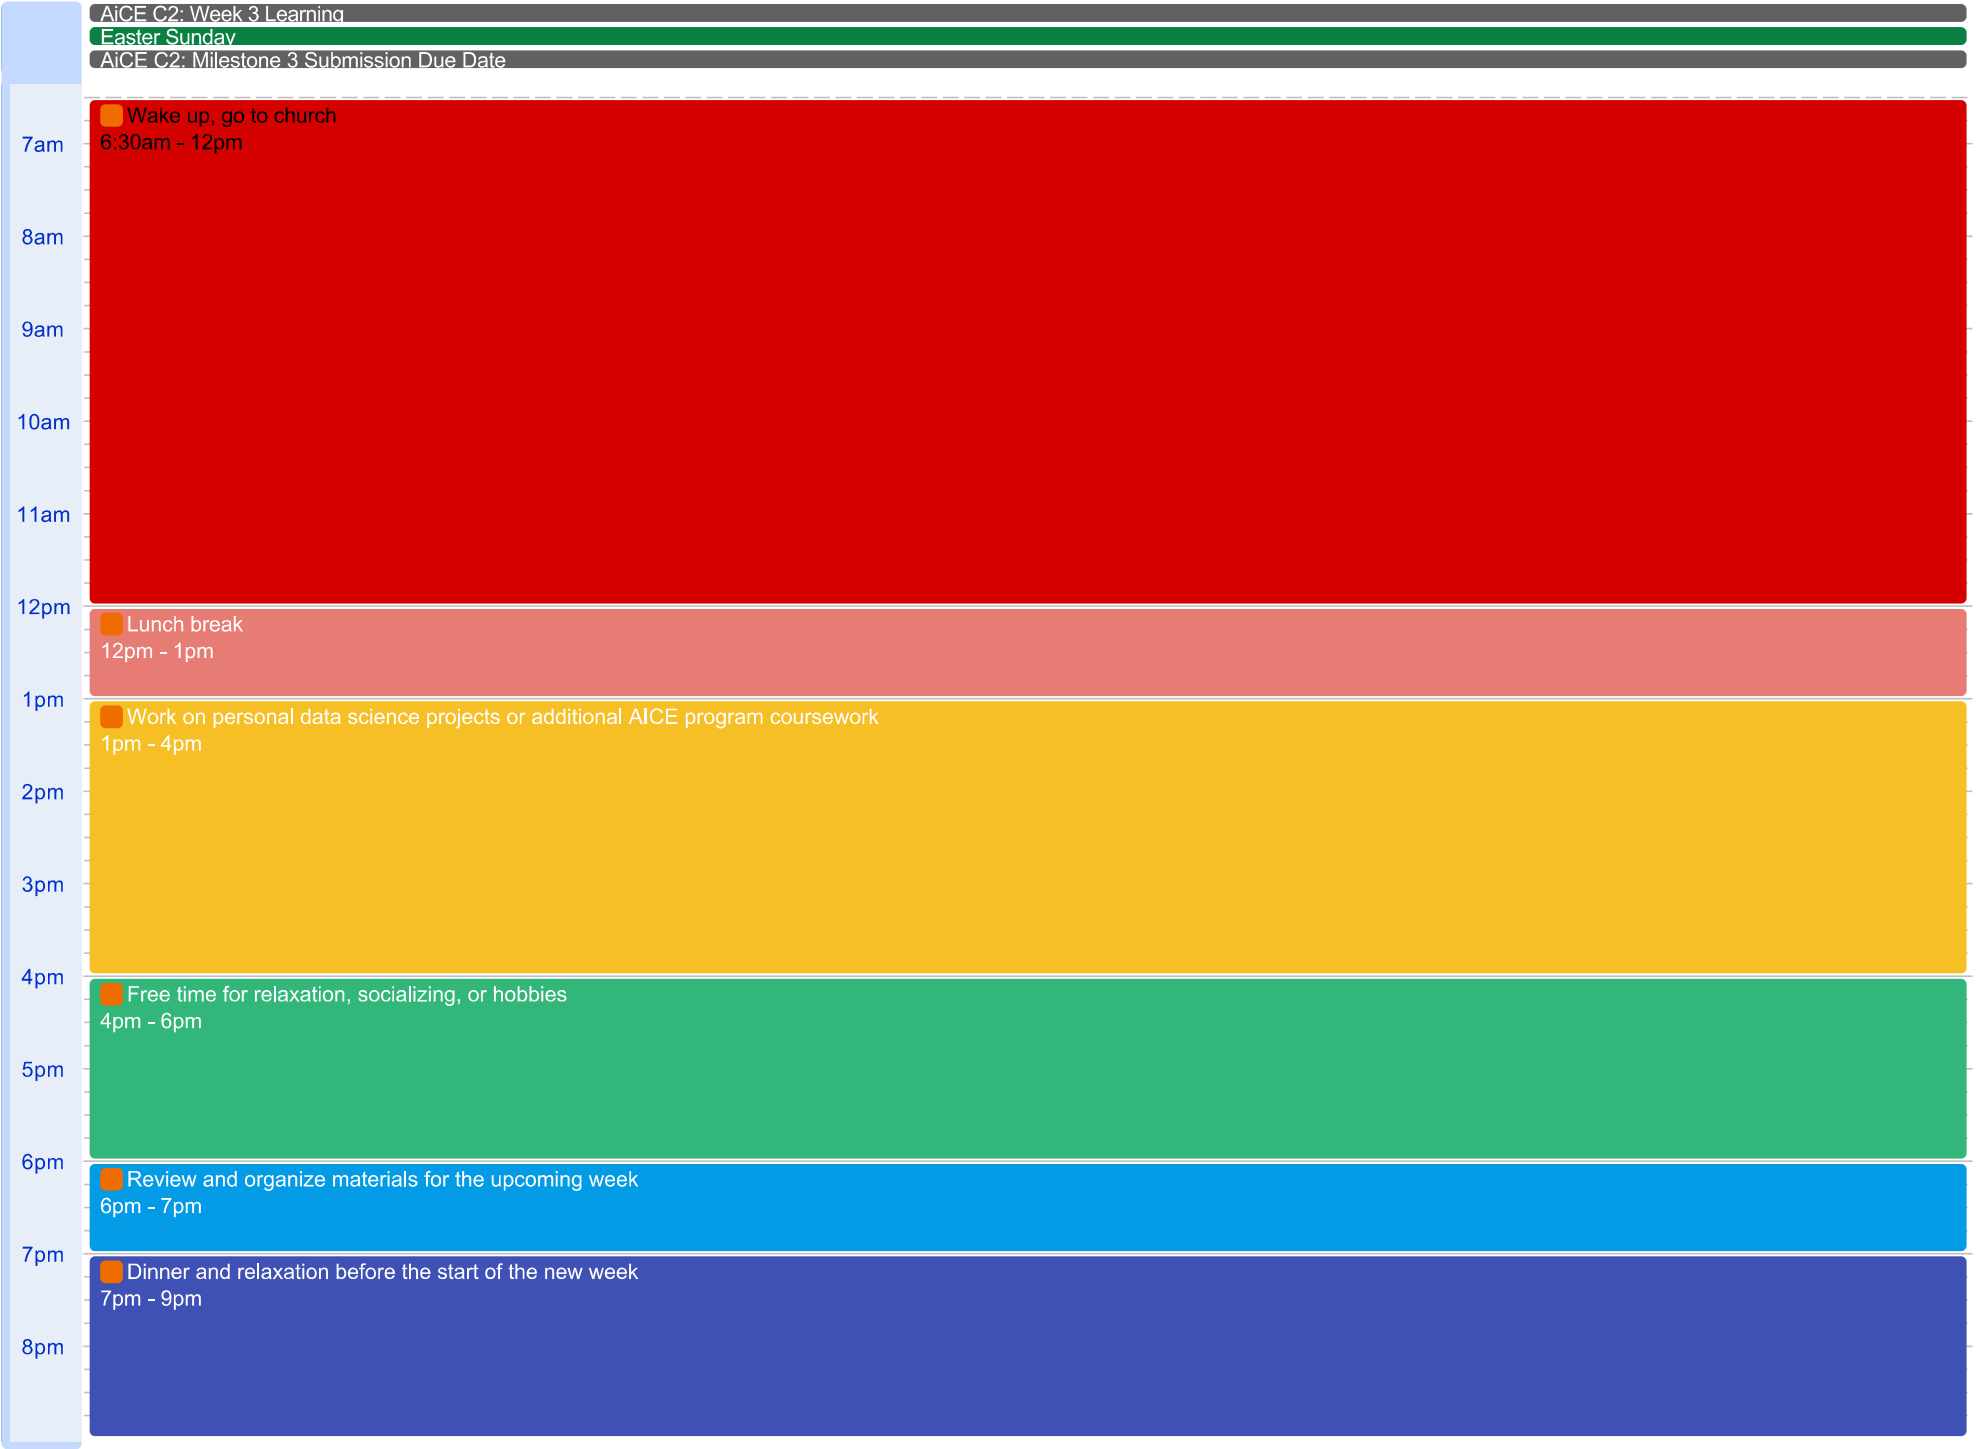 AiCE C2: Week 3 Learning
Easter Sunday
AiCE C2: Milestone 3 Submission Due Date
Wake up, go to church
6:30am - 12pm
7am
8am
9am
10am
11am
12pm
Lunch break
12pm - 1pm
1pm
Work on personal data science projects or additional AICE program coursework
1pm - 4pm
2pm
3pm
4pm
Free time for relaxation, socializing, or hobbies
4pm - 6pm
5pm
6pm
Review and organize materials for the upcoming week
6pm - 7pm
7pm
Dinner and relaxation before the start of the new week
7pm - 9pm
8pm